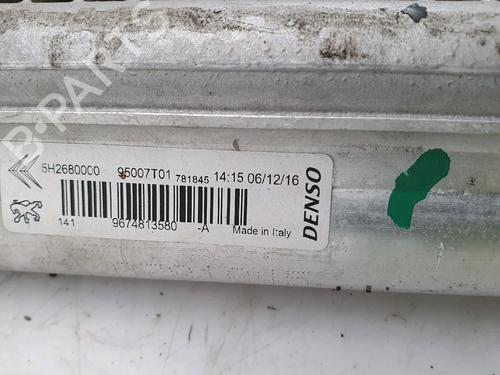 B-PARTS
5H2680000 95007T01 781845 14:15 06/12/16
141 9674813580 -A Made in Italy
DENSO